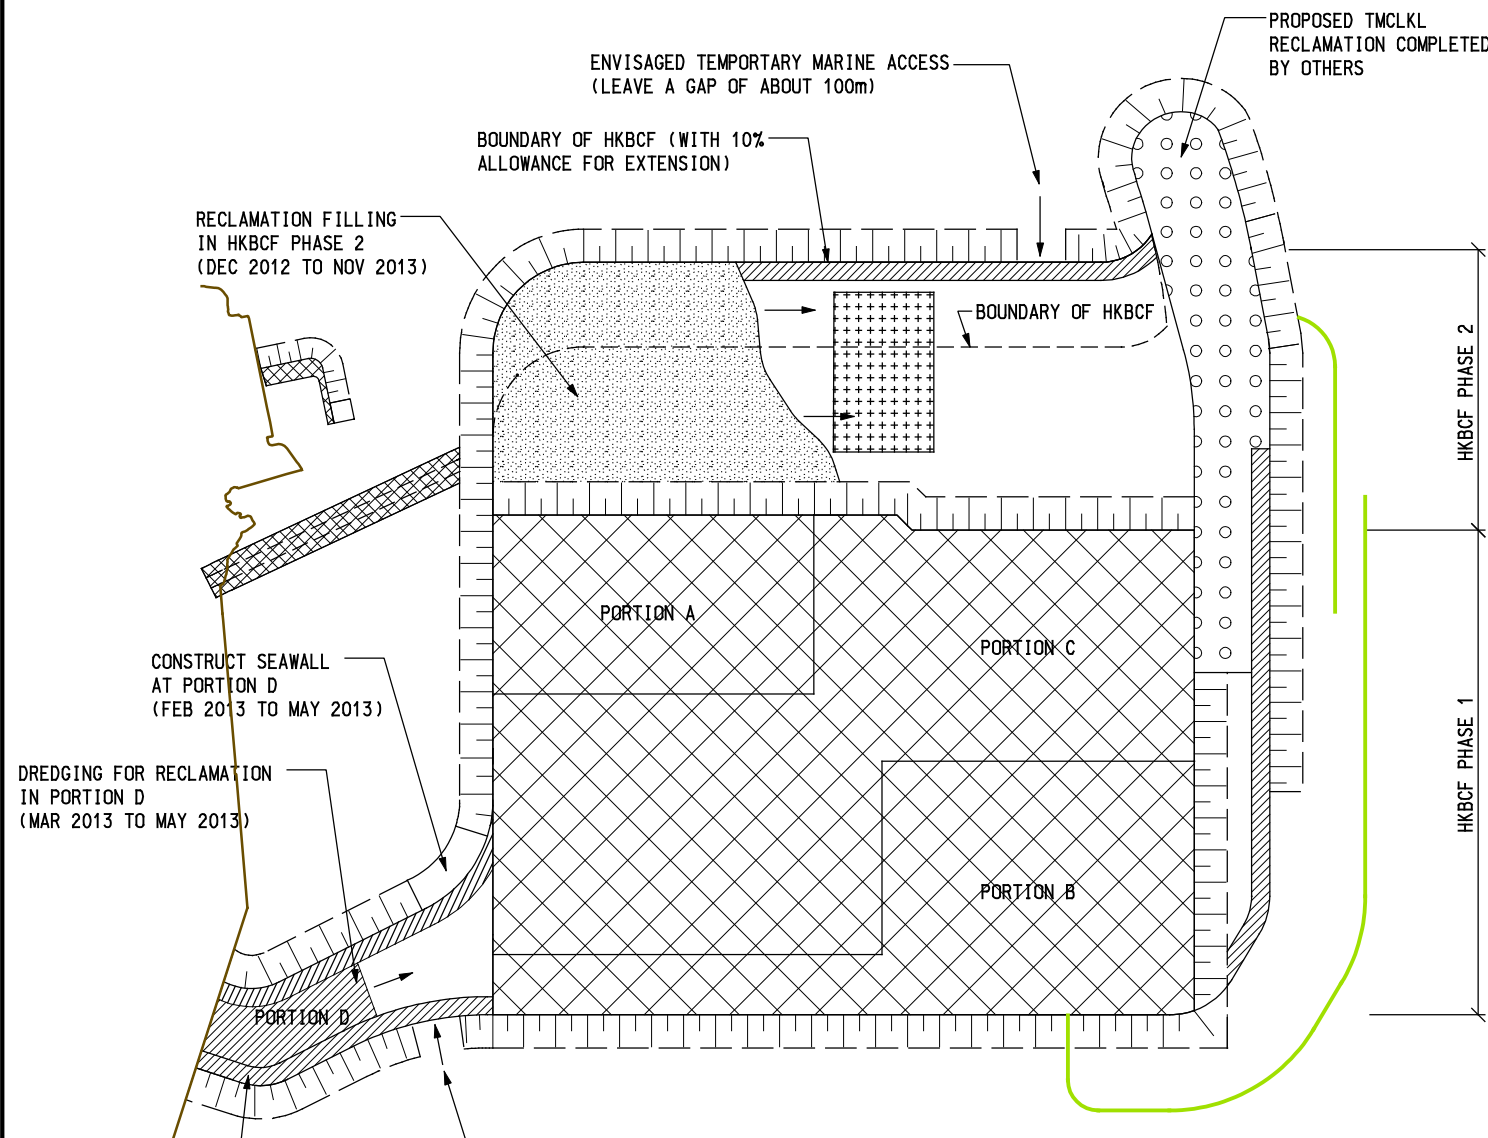 PROPOSED TMCLKL
RECLAMATION COMPLETED
BY OTHERS
ENVISAGED TEMPORTARY MARINE ACCESS
(LEAVE A GAP OF ABOUT 100m)
BOUNDARY OF HKBCF (WITH 10%
ALLOWANCE FOR EXTENSION)
RECLAMATION FILLING
IN HKBCF PHASE 2
(DEC 2012 TO NOV 2013)
BOUNDARY OF HKBCF
HKBCF PHASE 2
PORTION A
PORTION C
CONSTRUCT SEAWALL
AT PORTION D
(FEB 2013 TO MAY 2013)
HKBCF PHASE 1
DREDGING FOR RECLAMATION
IN PORTION D
(MAR 2013 TO MAY 2013)
PORTION B
PORTION D